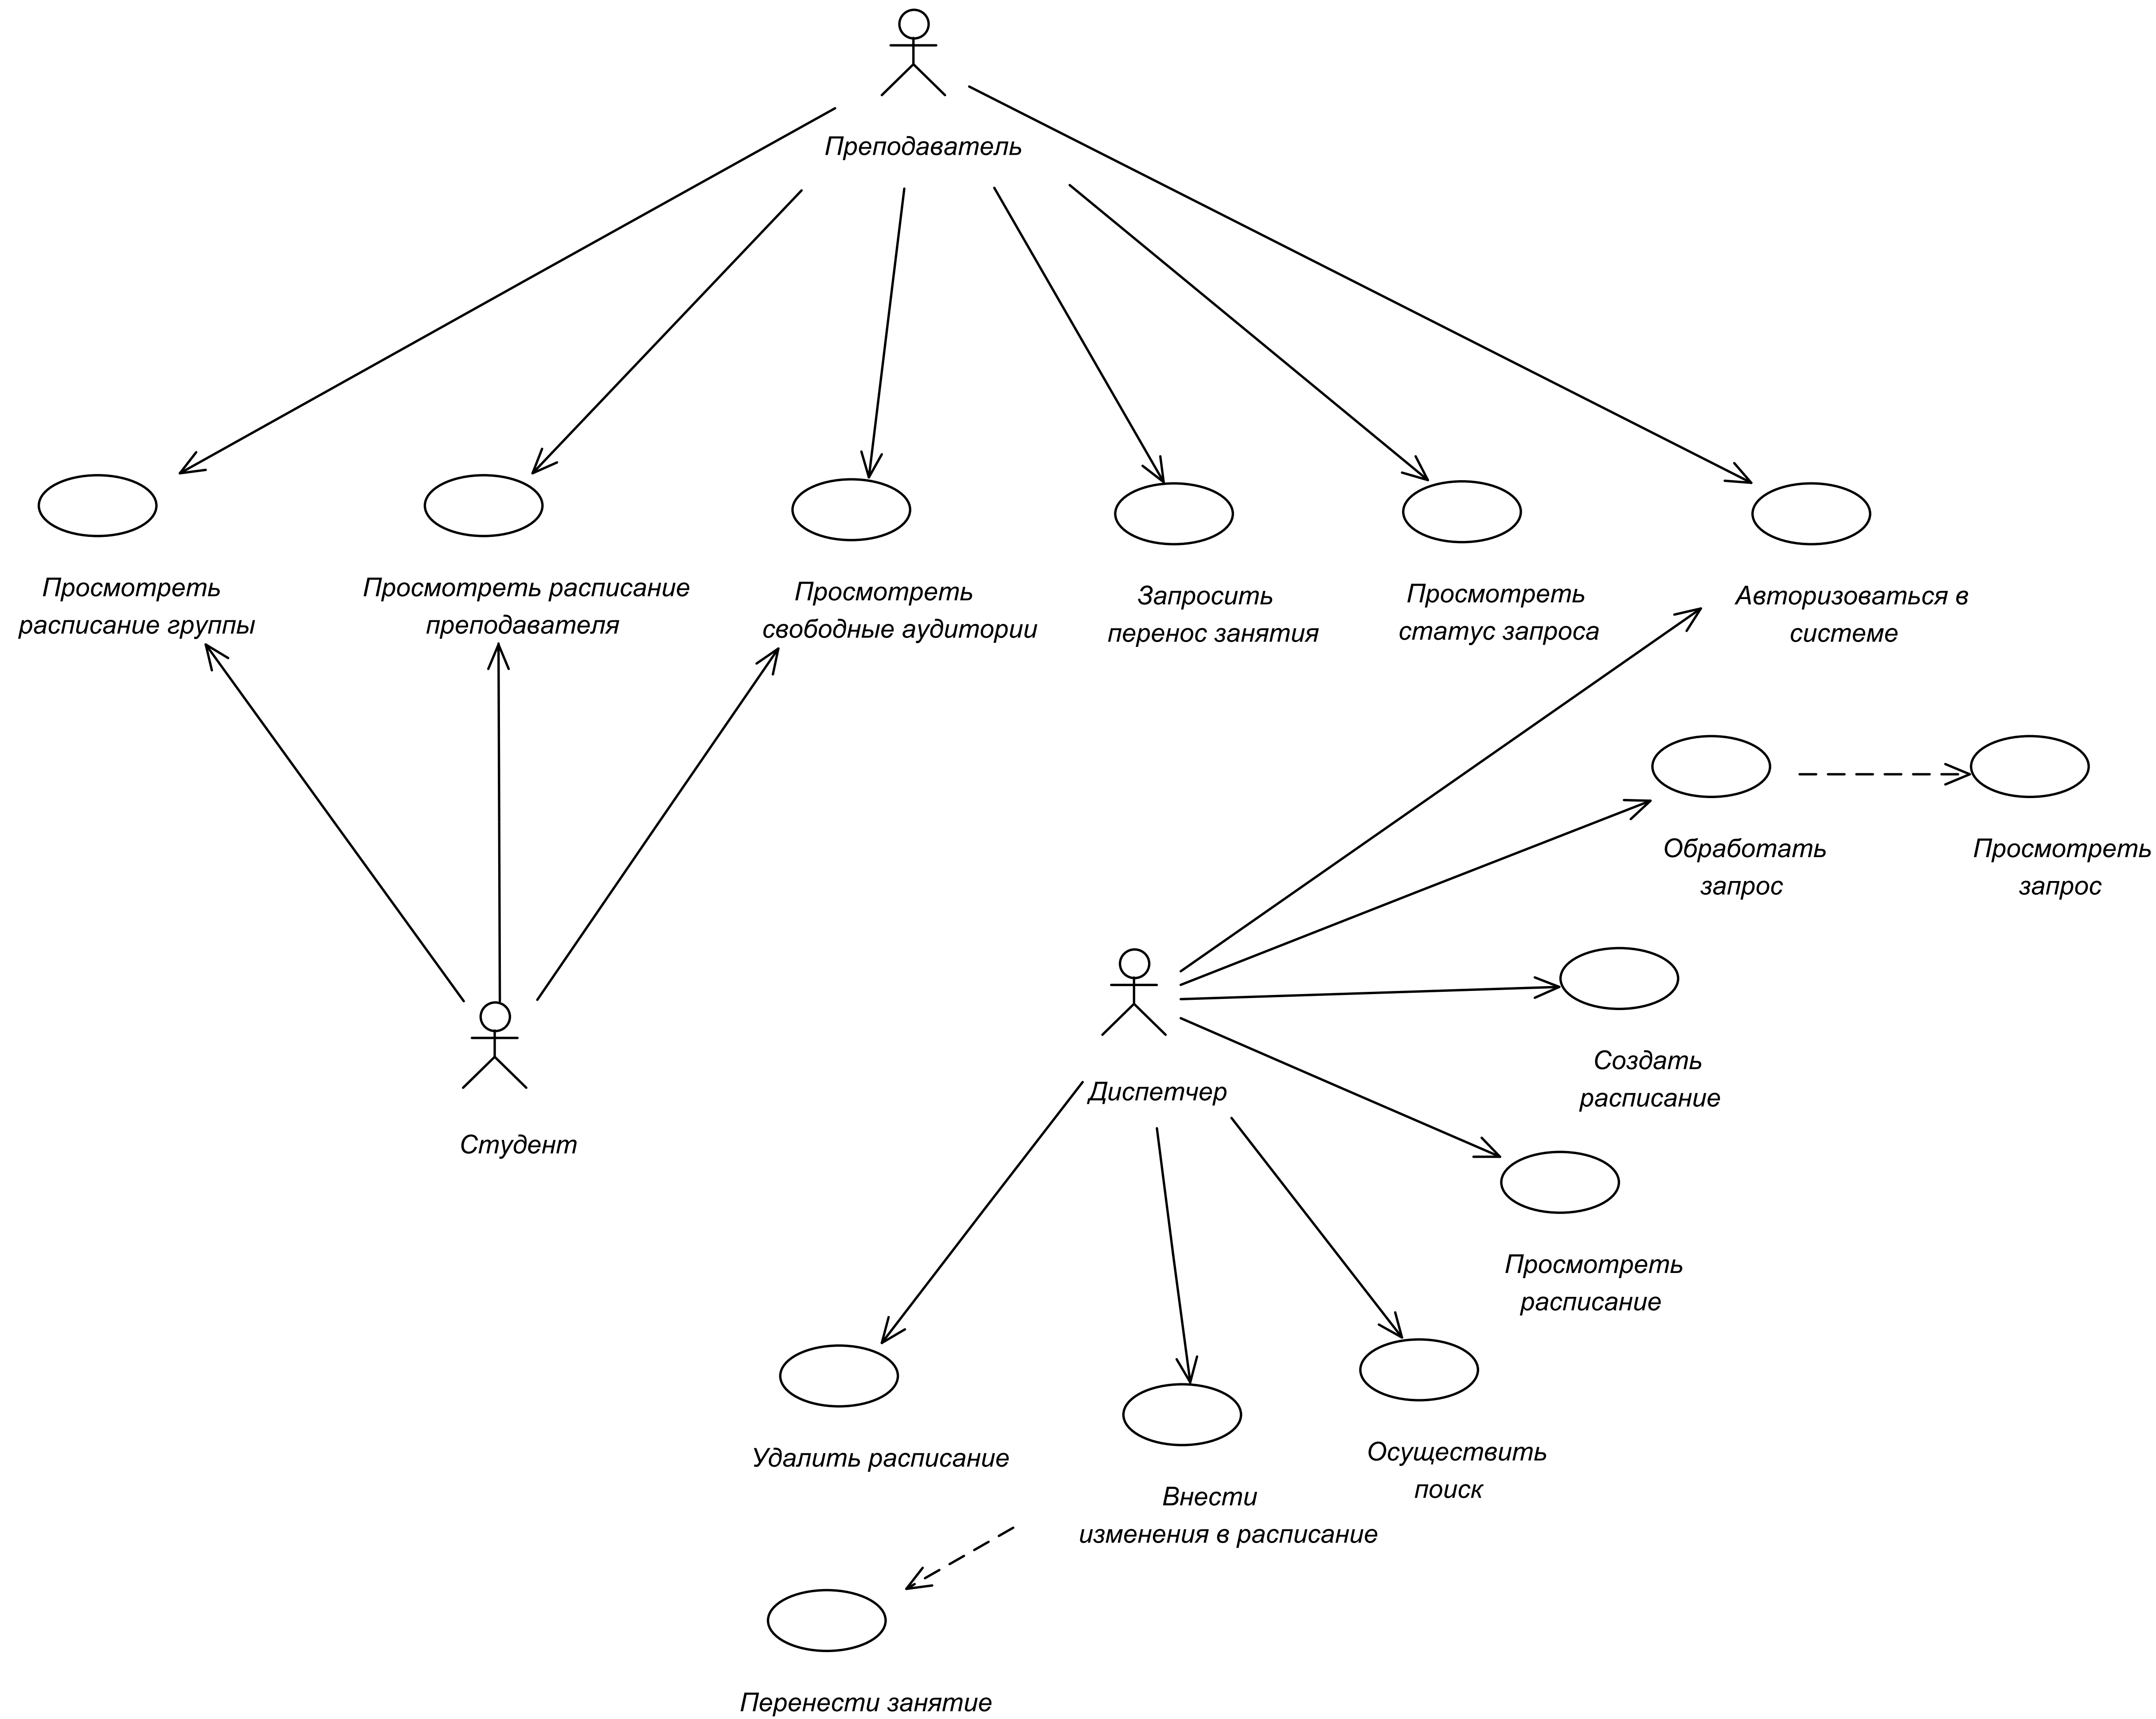 Преподаватель
Просмотреть
расписание группы
Просмотреть расписание
преподавателя
Просмотреть
свободные аудитории
Запросить
перенос занятия
Просмотреть
статус запроса
Авторизоваться в
системе
Обработать
запрос
Просмотреть
запрос
Создать
расписание
Диспетчер
Студент
Просмотреть
расписание
Удалить расписание
Внести
изменения в расписание
Осуществить
поиск
Перенести занятие